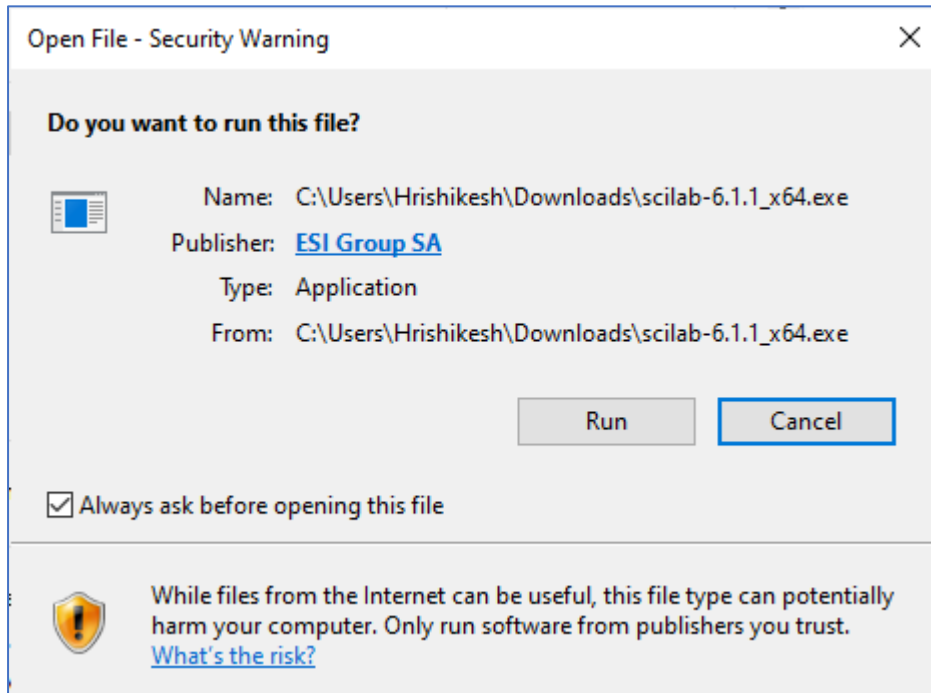 Open File - Security Warning
Do you want to run this file?
Name: C:\Users\Hrishikesh\Downloads\scilab-6.1.1_x64.exe
Publisher: ESI Group SA
Type: Application
From: C:\Users\Hrishikesh\Downloads\scilab-6.1.1_x64.exe
Run Cancel
Always ask before opening this file
While files from the Internet can be useful, this file type can potentially
harm your computer. Only run software from publishers you trust.
What's the risk?